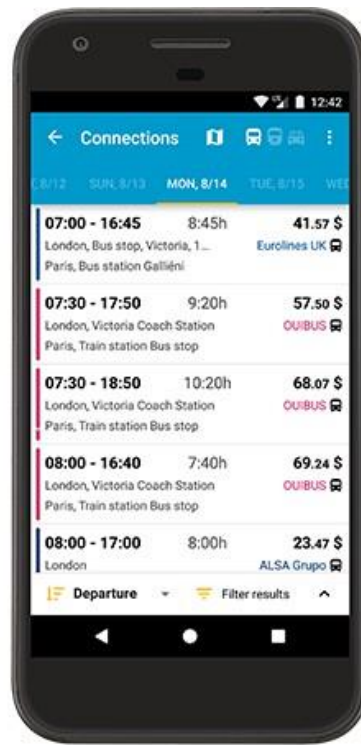 12:42
Connections
8/12 SUN, 8/13 MON, 8/14 TUE, 8/15 WED
07:00 - 16:45 8:45h 41.57 $
London, Bus stop, Victoria, 1... Eurolines UK
Paris, Bus station Galliéni
07:30 - 17:50 9:20h 57.50 $
London, Victoria Coach Station OUIBUS
Paris, Train station Bus stop
07:30 - 18:50 10:20h 68.07 $
London, Victoria Coach Station OUIBUS
Paris, Train station Bus stop
08:00 - 16:40 7:40h 69.24 $
London, Victoria Coach Station OUIBUS
Paris, Train station Bus stop
08:00 - 17:00 8:00h 23.47 $
London ALSA Grupo
Departure Filter results